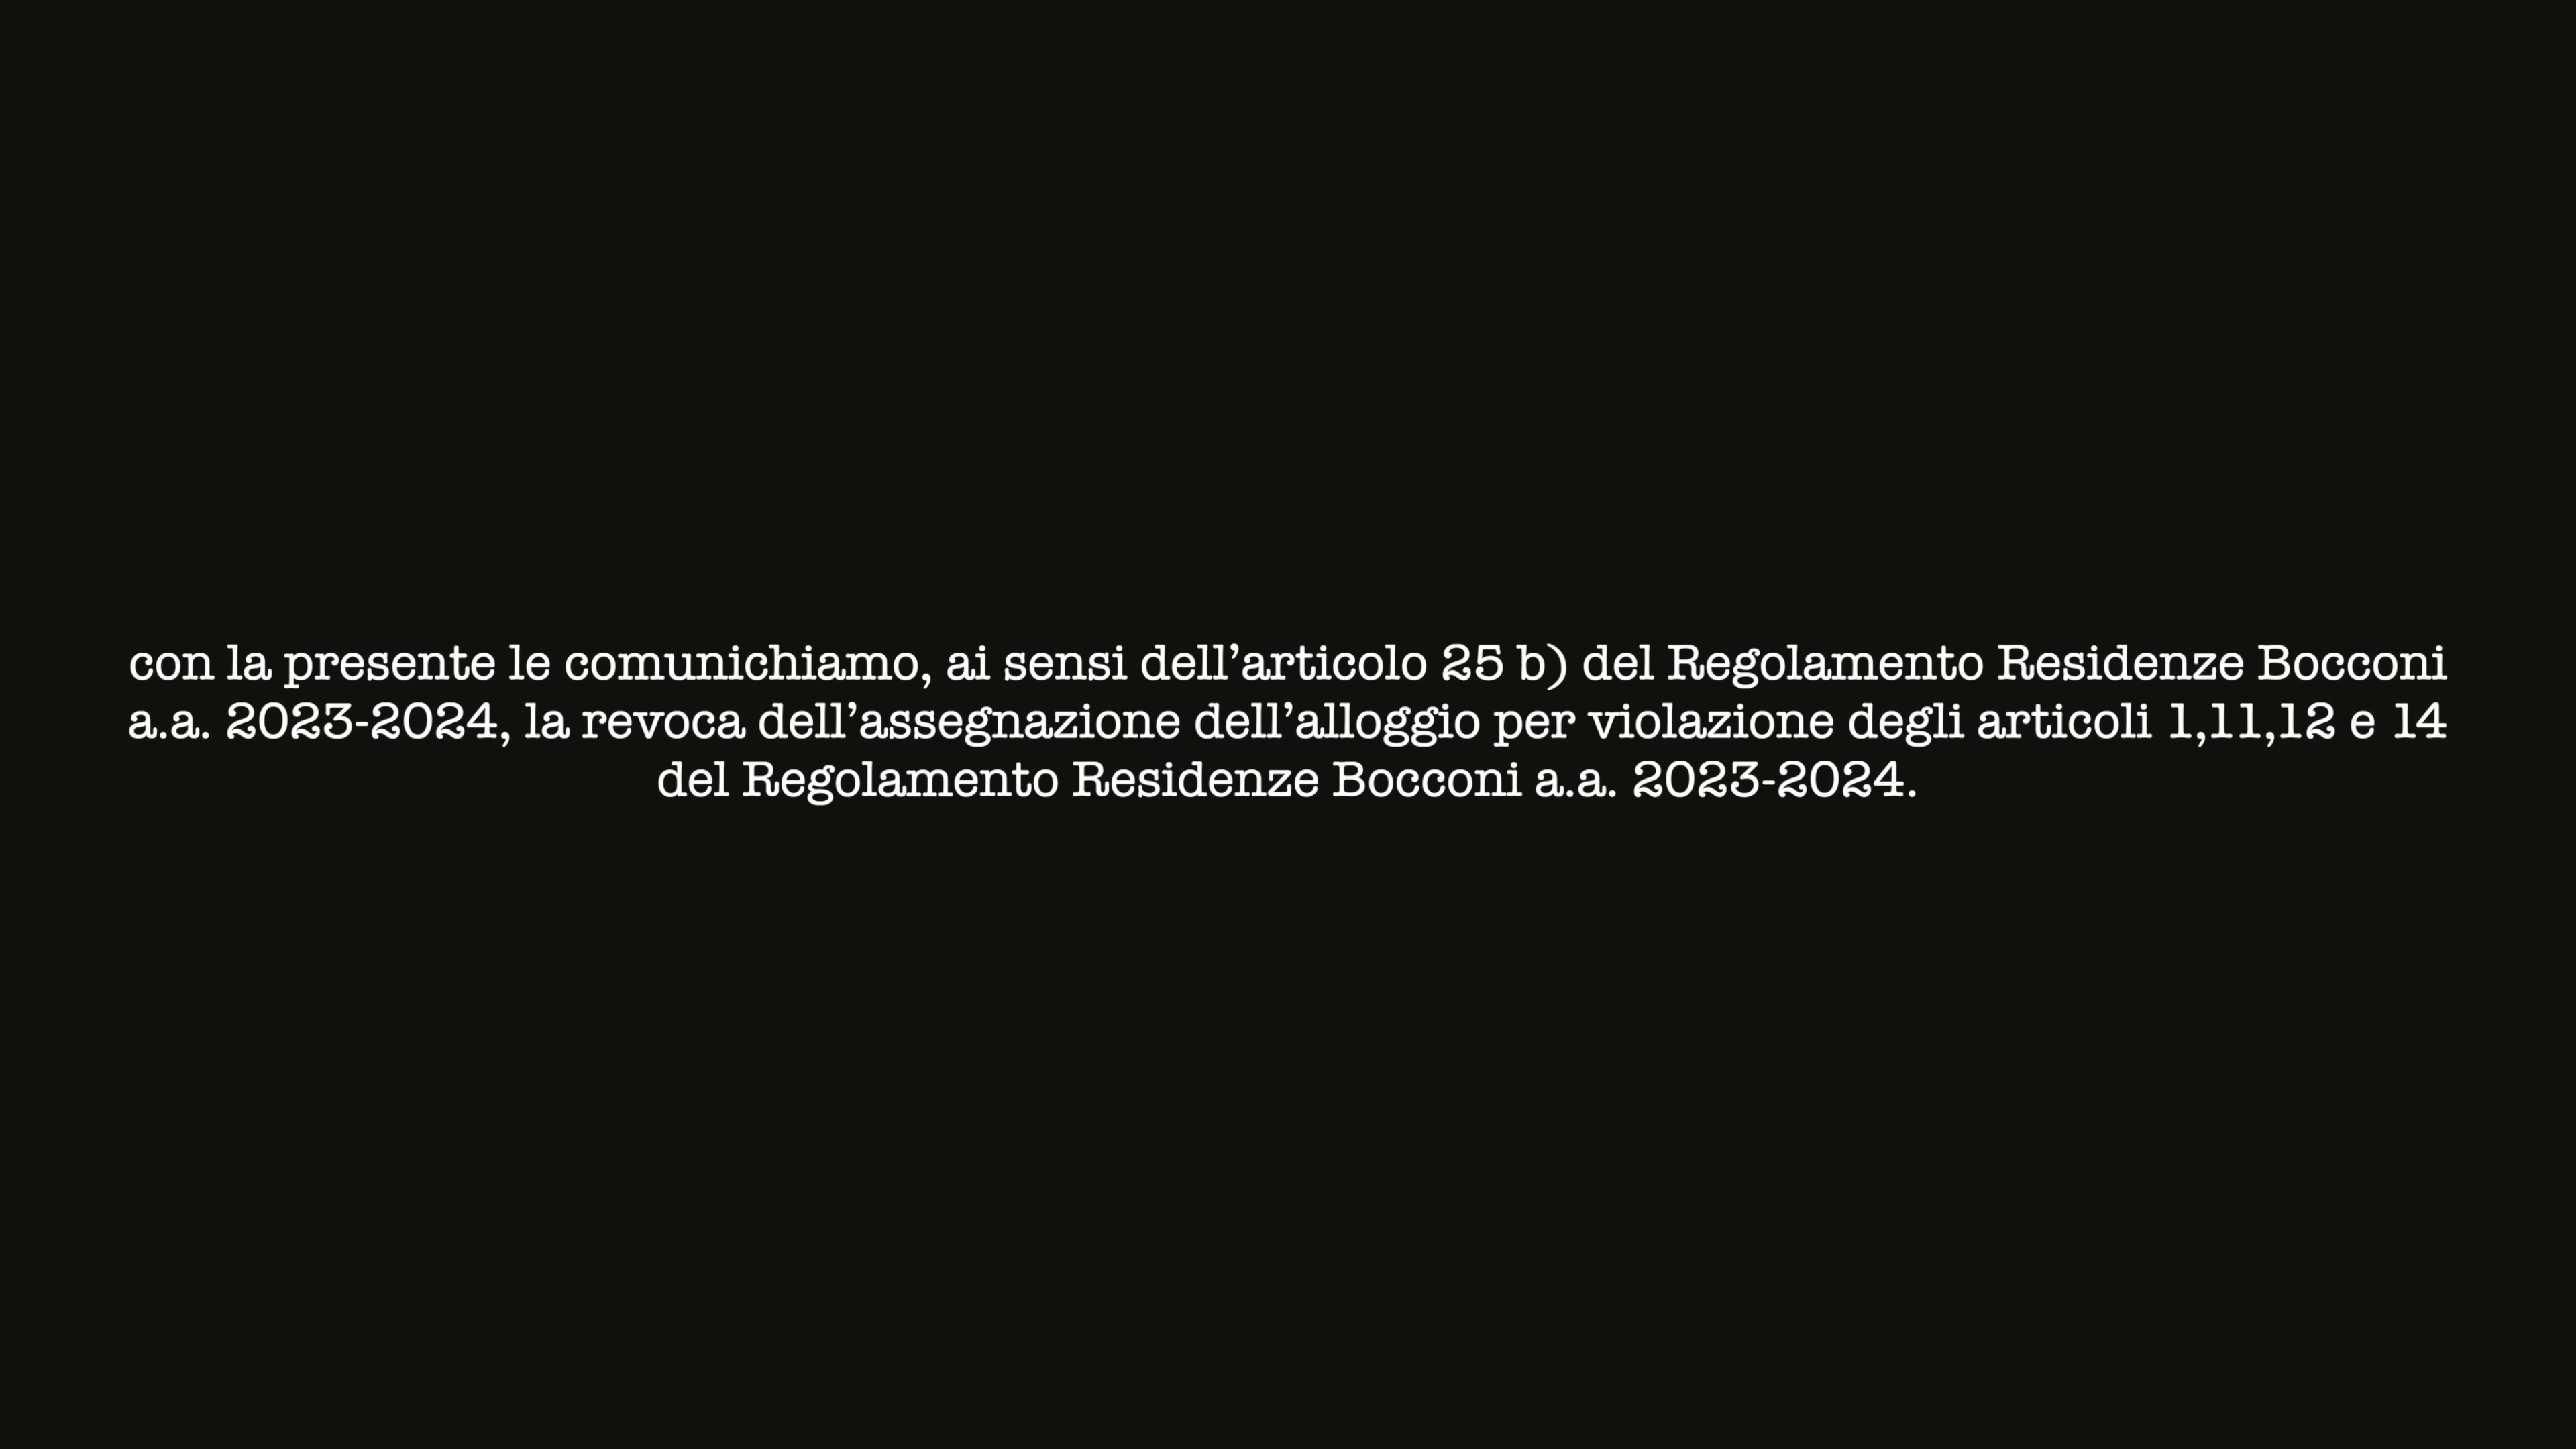 con la presente le comunichiamo, ai sensi dell’articolo 25 b) del Regolamento Residenze Bocconi
a.a. 2023-2024, la revoca dell’assegnazione dell’alloggio per violazione degli articoli 1,11,12 e 14
del Regolamento Residenze Bocconi a.a. 2023-2024.